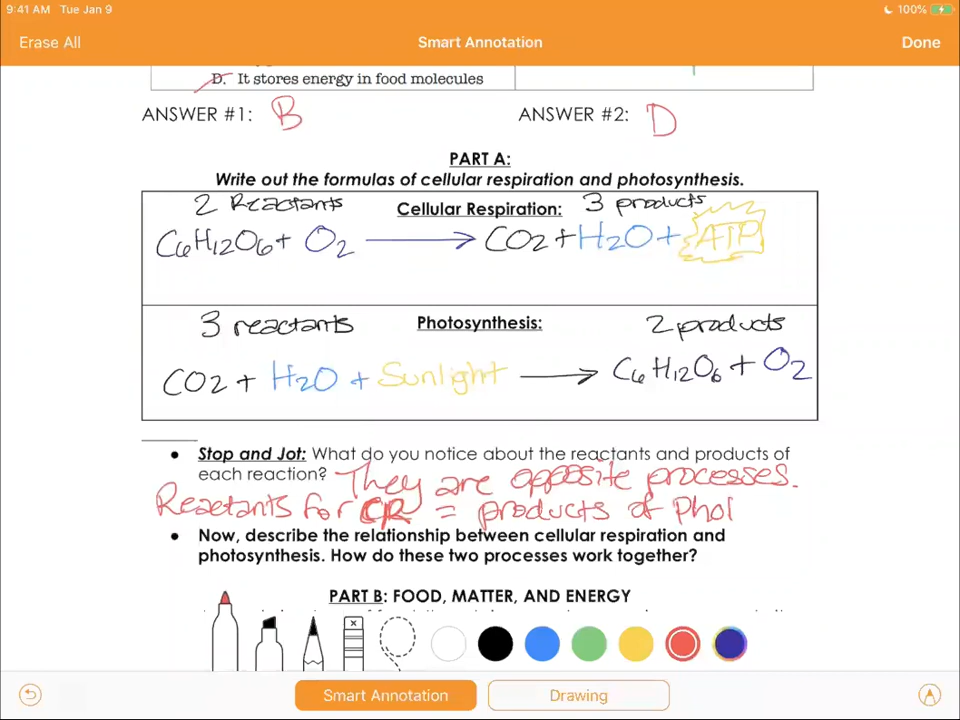 9:41 AM Tue Jan 9 100%
Erase All Smart Annotation Done
D. It stores energy in food molecules
ANSWER #1: B ANSWER #2: D
PART A:
Write out the formulas of cellular respiration and photosynthesis.
2 Reactants Cellular Respiration: 3 products
C6H12O6 + O2 → CO2 + H2O + ATP
3 reactants Photosynthesis: 2 products
CO2 + H2O + Sunlight → C6H12O6 + O2
• Stop and Jot: What do you notice about the reactants and products of
each reaction? They are opposite processes.
Reactants for CR = products of Phot
• Now, describe the relationship between cellular respiration and
photosynthesis. How do these two processes work together?
PART B: FOOD, MATTER, AND ENERGY
Smart Annotation Drawing